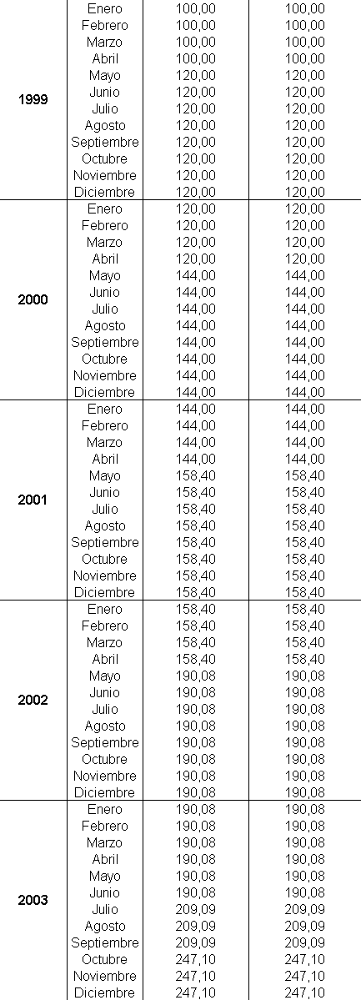 Enero 100,00 100,00
Febrero 100,00 100,00
Marzo 100,00 100,00
Abril 100,00 100,00
Mayo 120,00 120,00
1999 Junio 120,00 120,00
Julio 120,00 120,00
Agosto 120,00 120,00
Septiembre 120,00 120,00
Octubre 120,00 120,00
Noviembre 120,00 120,00
Diciembre 120,00 120,00
Enero 120,00 120,00
Febrero 120,00 120,00
Marzo 120,00 120,00
Abril 120,00 120,00
Mayo 144,00 144,00
2000 Junio 144,00 144,00
Julio 144,00 144,00
Agosto 144,00 144,00
Septiembre 144,00 144,00
Octubre 144,00 144,00
Noviembre 144,00 144,00
Diciembre 144,00 144,00
Enero 144,00 144,00
Febrero 144,00 144,00
Marzo 144,00 144,00
Abril 144,00 144,00
Mayo 158,40 158,40
2001 Junio 158,40 158,40
Julio 158,40 158,40
Agosto 158,40 158,40
Septiembre 158,40 158,40
Octubre 158,40 158,40
Noviembre 158,40 158,40
Diciembre 158,40 158,40
Enero 158,40 158,40
Febrero 158,40 158,40
Marzo 158,40 158,40
Abril 158,40 158,40
Mayo 190,08 190,08
2002 Junio 190,08 190,08
Julio 190,08 190,08
Agosto 190,08 190,08
Septiembre 190,08 190,08
Octubre 190,08 190,08
Noviembre 190,08 190,08
Diciembre 190,08 190,08
Enero 190,08 190,08
Febrero 190,08 190,08
Marzo 190,08 190,08
Abril 190,08 190,08
Mayo 190,08 190,08
2003 Junio 190,08 190,08
Julio 209,09 209,09
Agosto 209,09 209,09
Septiembre 209,09 209,09
Octubre 247,10 247,10
Noviembre 247,10 247,10
Diciembre 247,10 247,10